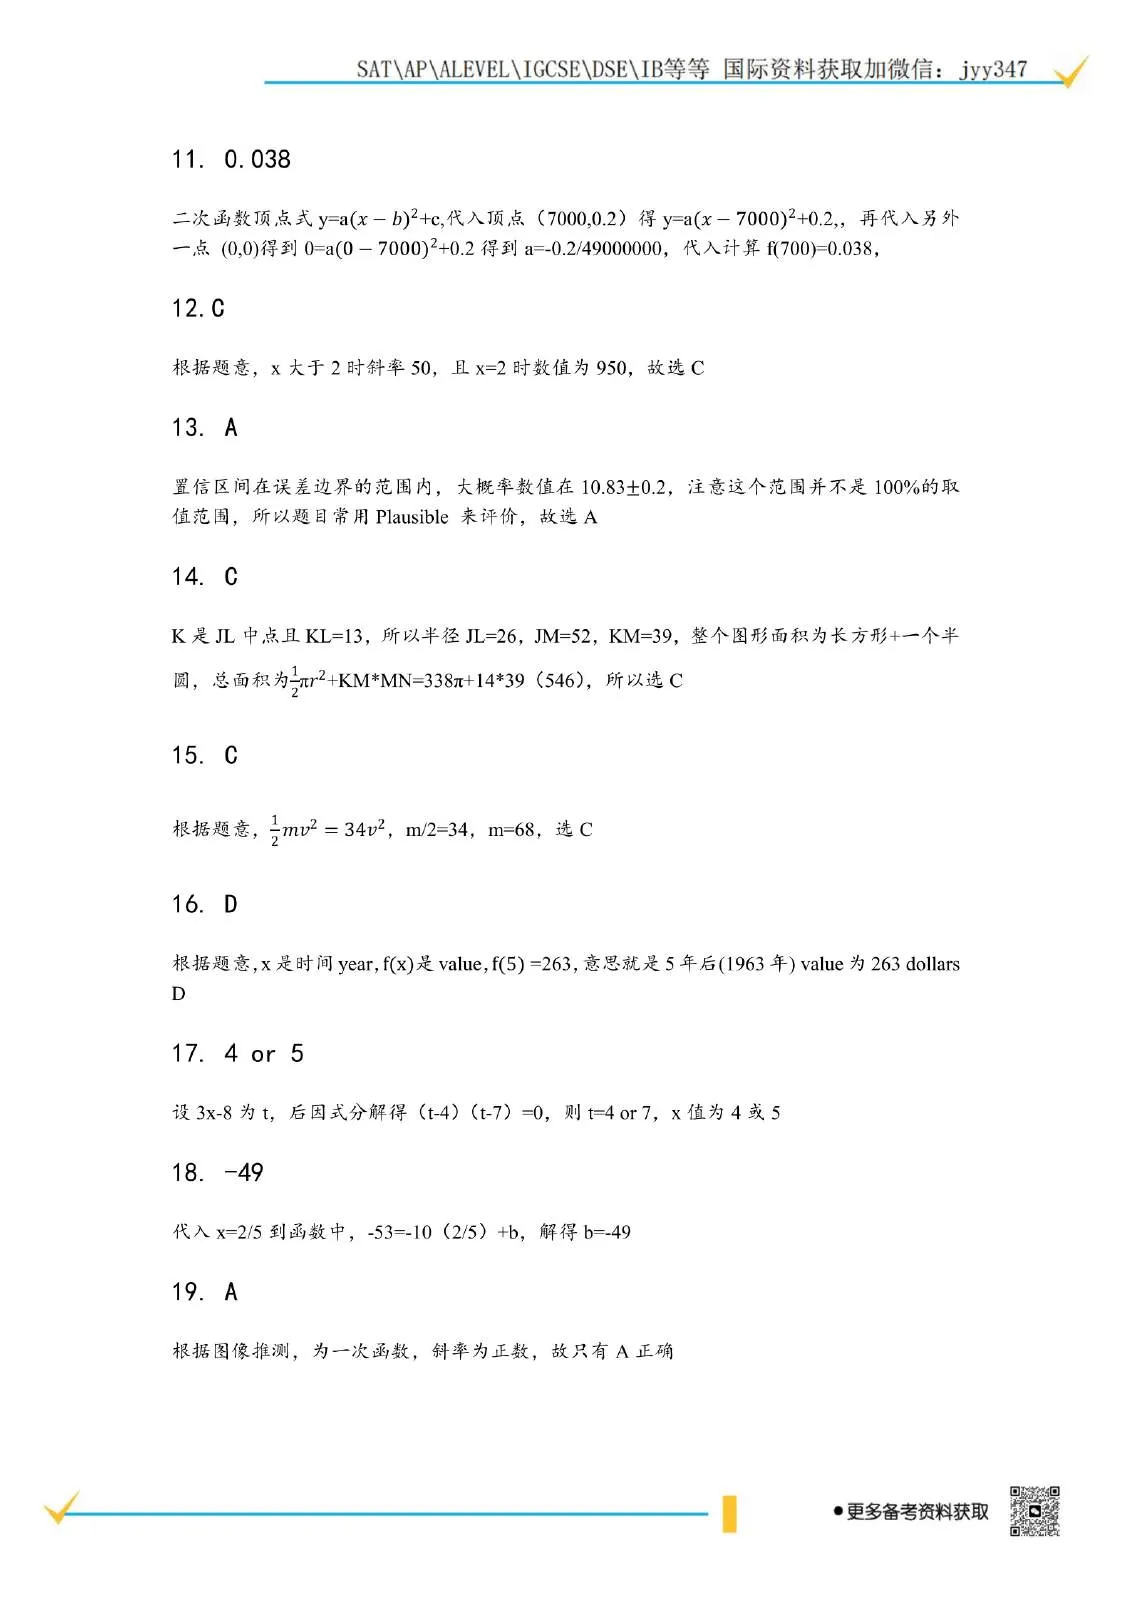 SAT\AP\ALEVEL\IGCSE\DSE\IB等等 国际资料获取加微信：jyy347
11. 0.038
二次函数顶点式 y=a(x − b)²+c,代入顶点（7000,0.2）得 y=a(x − 7000)²+0.2,，再代入另外
一点 (0,0)得到 0=a(0 − 7000)²+0.2 得到 a=-0.2/49000000，代入计算 f(700)=0.038，
12.C
根据题意，x 大于 2 时斜率 50，且 x=2 时数值为 950，故选 C
13. A
置信区间在误差边界的范围内，大概率数值在 10.83±0.2，注意这个范围并不是 100%的取
值范围，所以题目常用 Plausible 来评价，故选 A
14. C
K 是 JL 中点且 KL=13，所以半径 JL=26，JM=52，KM=39，整个图形面积为长方形+一个半
圆，总面积为½πr²+KM*MN=338π+14*39（546），所以选 C
15. C
根据题意，½mv² = 34v²，m/2=34，m=68，选 C
16. D
根据题意,x 是时间 year,f(x)是 value,f(5) =263,意思就是 5 年后(1963 年) value 为 263 dollars
D
17. 4 or 5
设 3x-8 为 t，后因式分解得（t-4）（t-7）=0，则 t=4 or 7，x 值为 4 或 5
18. -49
代入 x=2/5 到函数中，-53=-10（2/5）+b，解得 b=-49
19. A
根据图像推测，为一次函数，斜率为正数，故只有 A 正确
●更多备考资料获取